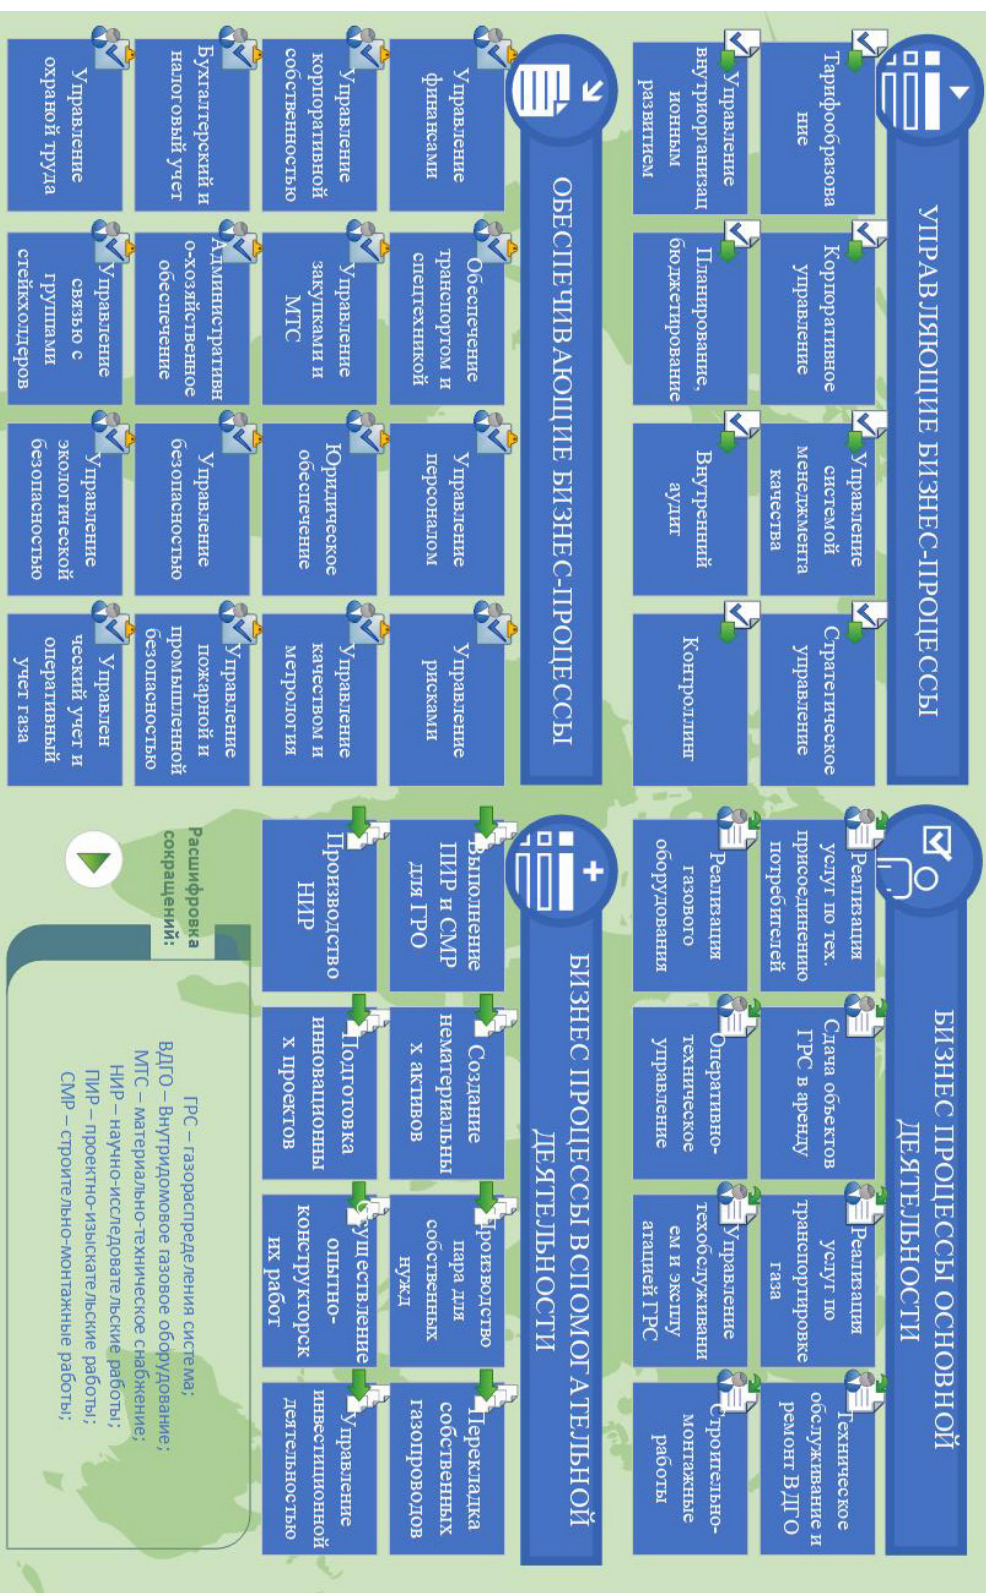 УПРАВЛЯЮЩИЕ БИЗНЕС-ПРОЦЕССЫ
Тарифообразова
ние
Корпоративное
управление
Управление
системой
менеджмента
качества
Стратегическое
управление
Управление
внутриорганизац
ионным
развитием
Планирование,
бюджетирование
Внутренний
аудит
Контроллинг
БИЗНЕС ПРОЦЕССЫ ОСНОВНОЙ
ДЕЯТЕЛЬНОСТИ
Реализация
услуг по тех.
присоединению
потребителей
Сдача объектов
ГРС в аренду
Реализация
услуг по
транспортировке
газа
Техническое
обслуживание и
ремонт ВДГО
Реализация
газового
оборудования
Оперативно-
техническое
управление
Управление
техобслуживани
ем и эксплу
атацией ГРС
Строительно-
монтажные
работы
ОБЕСПЕЧИВАЮЩИЕ БИЗНЕС-ПРОЦЕССЫ
Управление
финансами
Обеспечение
транспортом и
спецтехникой
Управление
персоналом
Управление
рисками
Управление
корпоративной
собственностью
Управление
закупками и
МТС
Юридическое
обеспечение
Управление
качеством и
метрология
Бухгалтерский и
налоговый учет
Административн
о-хозяйственное
обеспечение
Управление
безопасностью
Управление
пожарной и
промышленной
безопасностью
Управление
охраной труда
Управление
связью с
группами
стейкхолдеров
Управление
экологической
безопасностью
Управлен
ческий учет и
оперативный
учет газа
БИЗНЕС ПРОЦЕССЫ ВСПОМОГАТЕЛЬНОЙ
ДЕЯТЕЛЬНОСТИ
Выполнение
ПИР и СМР
для ГРО
Создание
нематериальны
х активов
Производство
пара для
собственных
нужд
Перекладка
собственных
газопроводов
Производство
НИР
Подготовка
инновационны
х проектов
Осуществление
опытно-
конструкторск
их работ
Управление
инвестиционной
деятельностью
Расшифровка
сокращений:
ГРС – газораспределения система;
ВДГО – Внутридомовое газовое оборудование;
МТС – материально-техническое снабжение;
НИР – научно-исследовательские работы;
ПИР – проектно-изыскательские работы;
СМР – строительно-монтажные работы;